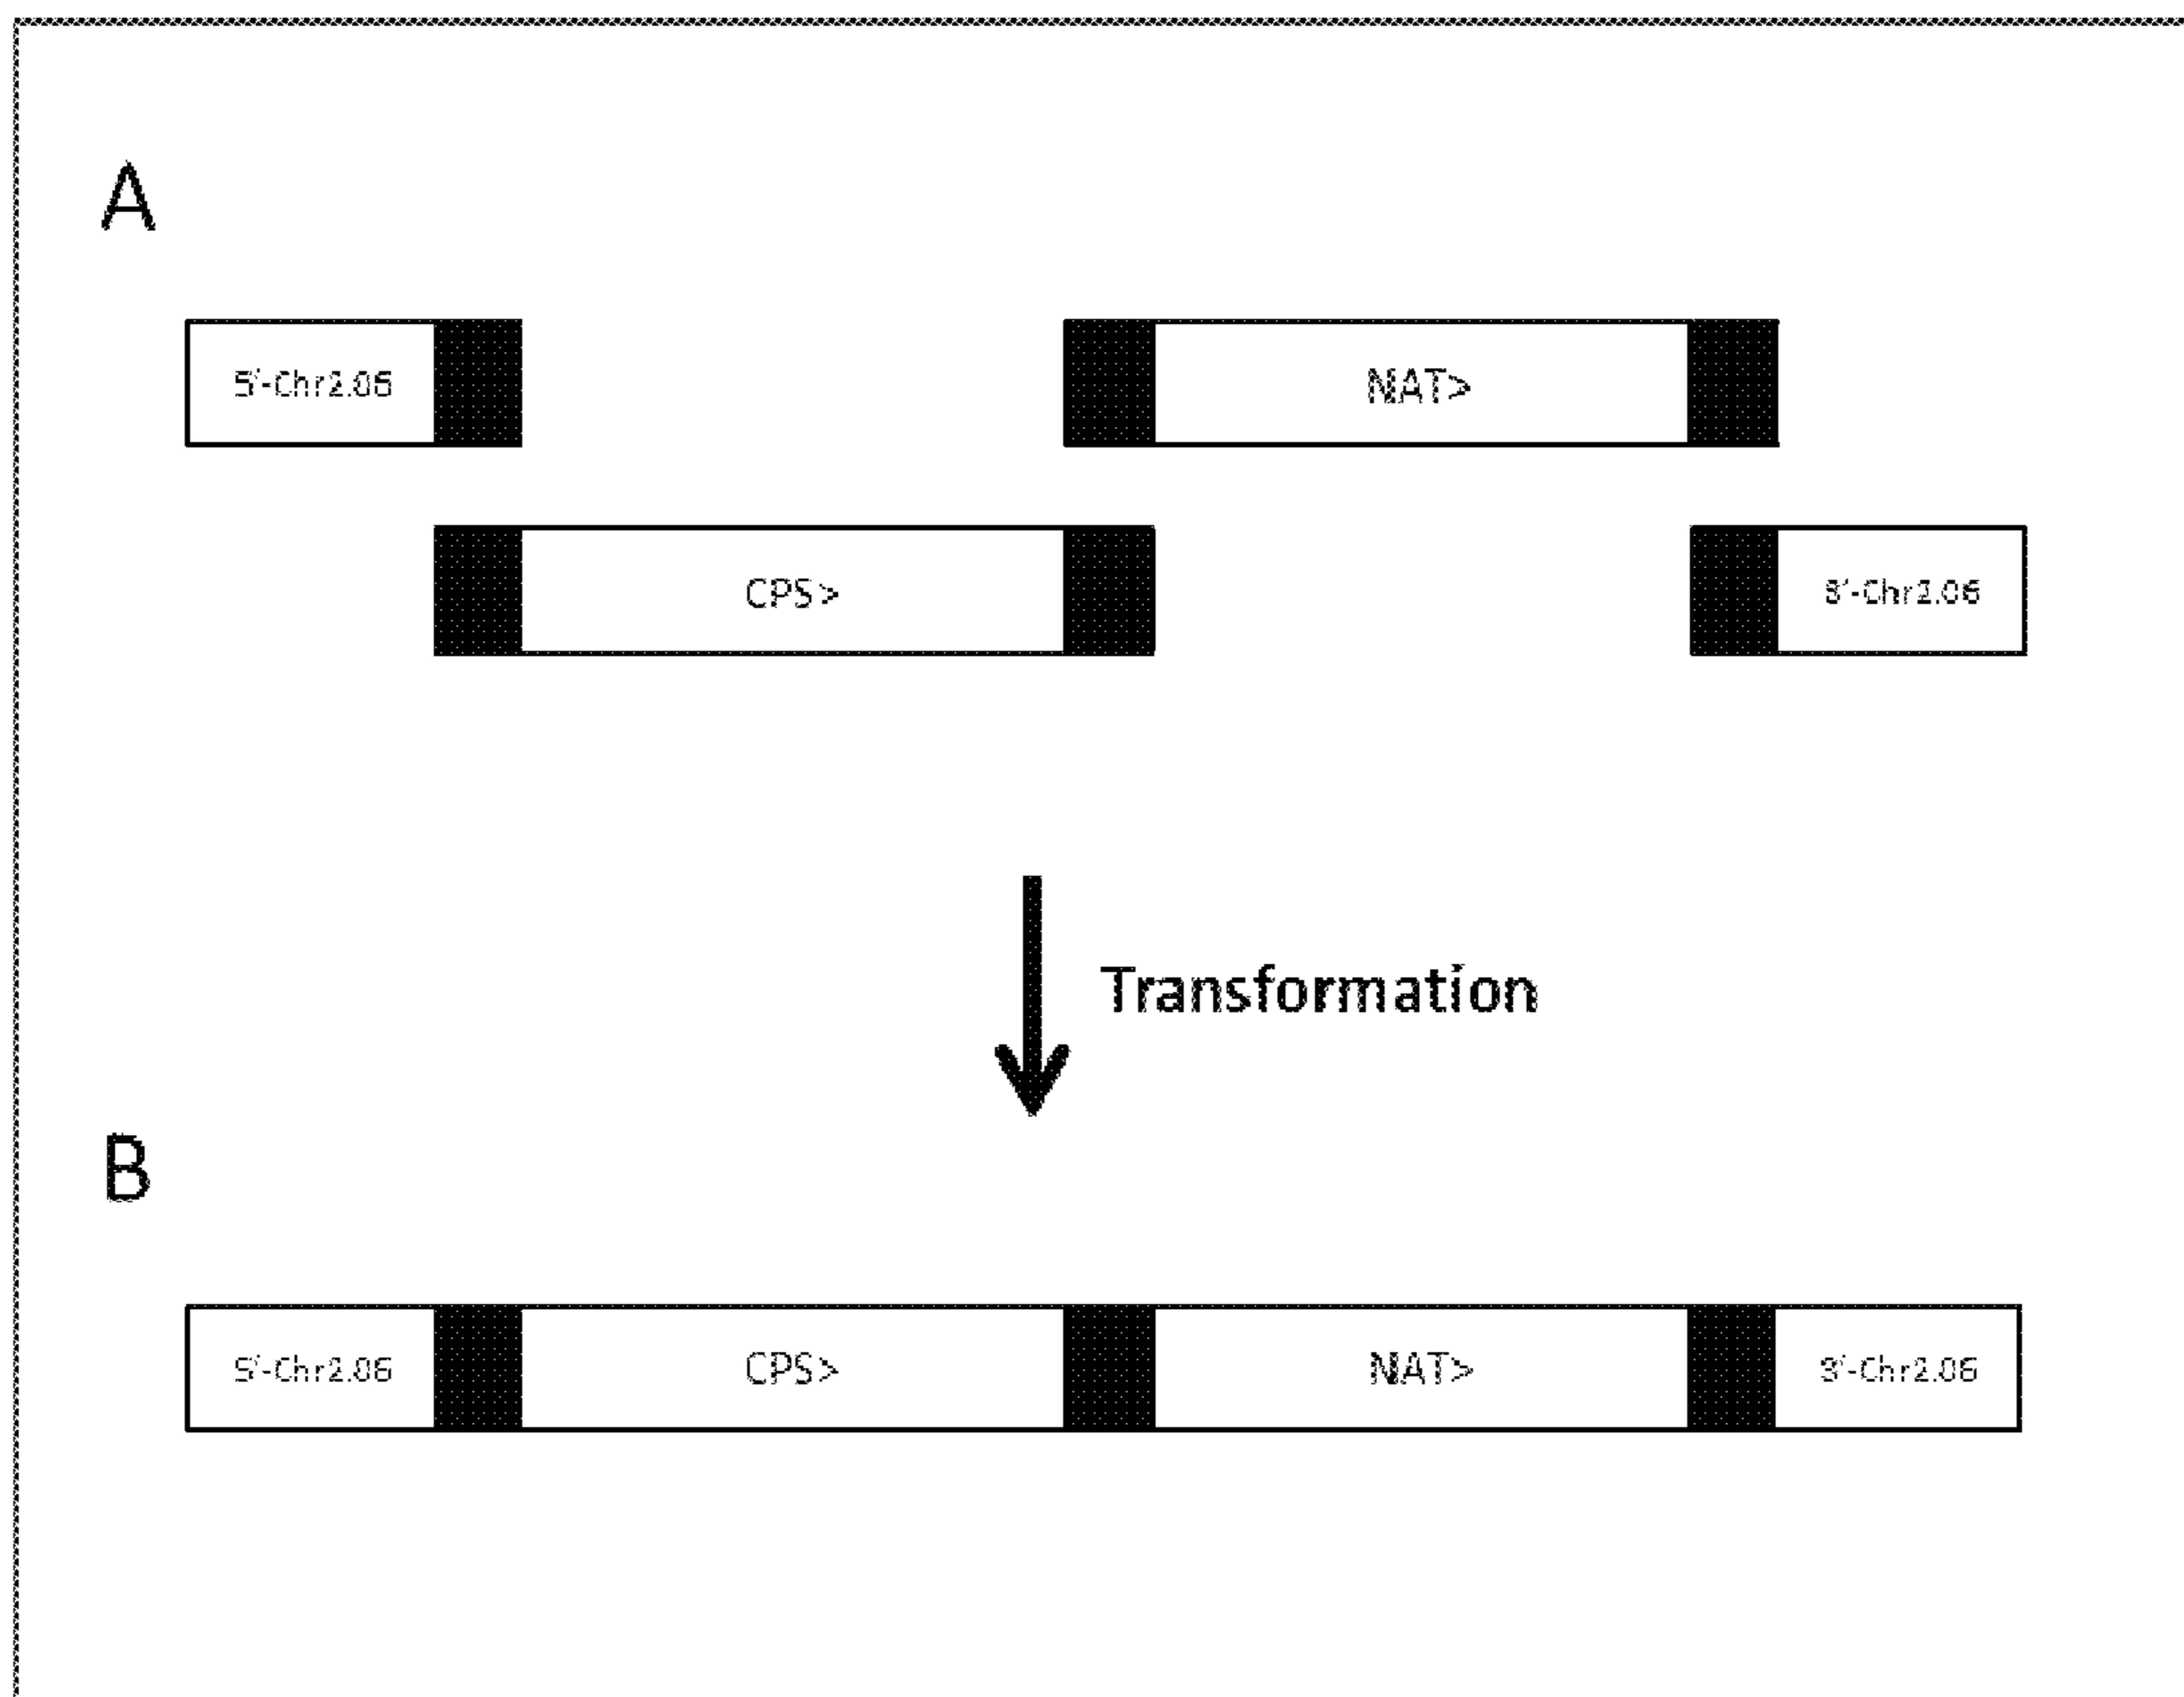 A
5'-Chr2.06
NAT>
CPS>
3'-Chr2.06
Transformation
B
5'-Chr2.06
CPS>
NAT>
3'-Chr2.06